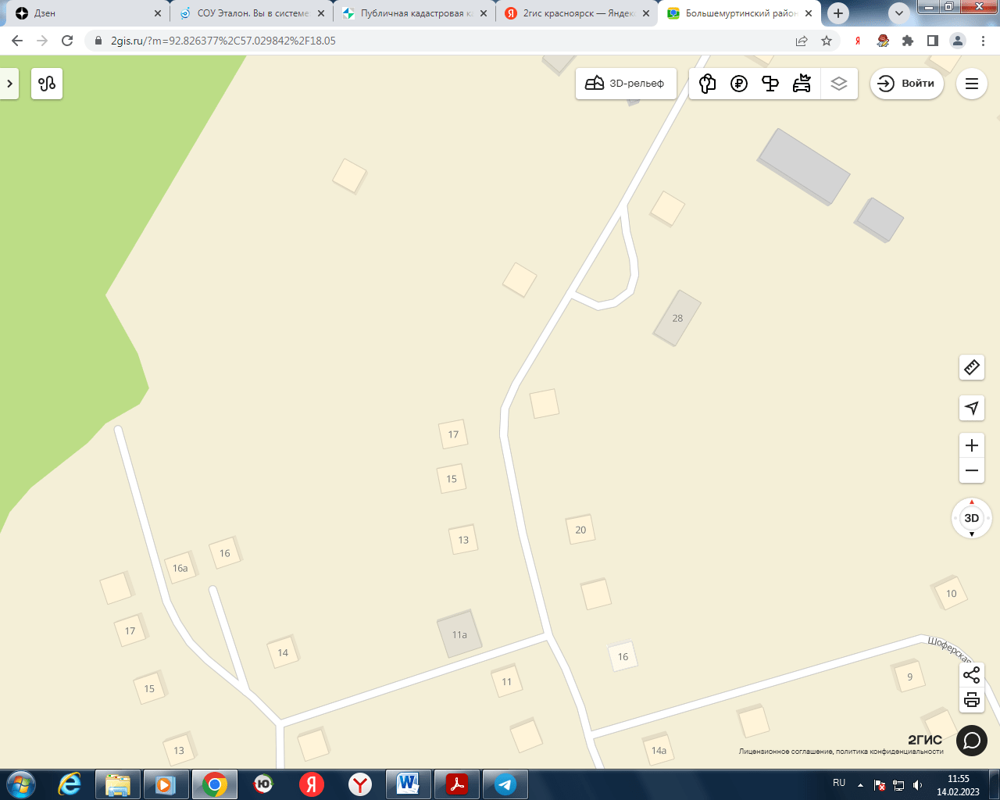 Дзен
СОУ Эталон. Вы в системе
Публичная кадастровая ка
2гис красноярск — Яндек
Большемуртинский район
2gis.ru/?m=92.826377%2C57.029842%2F18.05
Я
3D-рельеф
Войти
28
17
15
13
20
16
16а
17
14
11а
16
10
15
11
9
13
14а
Шоферская
3D
2ГИС
Лицензионное соглашение, политика конфиденциальности
Ю
Я
Y
W
RU
11:55
14.02.2023